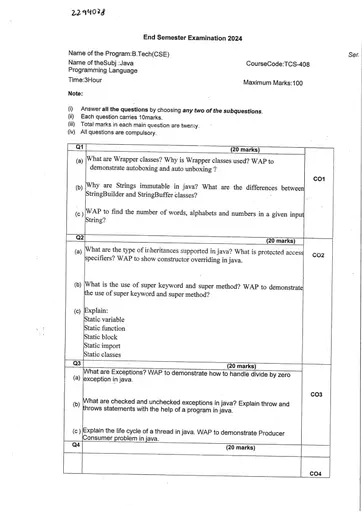 2294028
End Semester Examination 2024
Name of the Program:B.Tech(CSE)
Name of theSubj :Java
Programming Language
Time:3Hour
Sem
CourseCode:TCS-408
Maximum Marks:100
Note:
(i) Answer all the questions by choosing any two of the subquestions.
(ii) Each question carries 10marks.
(iii) Total marks in each main question are twenty.
(iv) All questions are compulsory.
Q1 (20 marks)
(a) What are Wrapper classes? Why is Wrapper classes used? WAP to
demonstrate autoboxing and auto unboxing ?
CO1
(b) Why are Strings immutable in java? What are the differences between
StringBuilder and StringBuffer classes?
(c) WAP to find the number of words, alphabets and numbers in a given input
String?
Q2 (20 marks)
(a) What are the type of inheritances supported in java? What is protected access
specifiers? WAP to show constructor overriding in java.
CO2
(b) What is the use of super keyword and super method? WAP to demonstrate
the use of super keyword and super method?
(c) Explain:
Static variable
Static function
Static block
Static import
Static classes
Q3 (20 marks)
(a) What are Exceptions? WAP to demonstrate how to handle divide by zero
exception in java
CO3
(b) What are checked and unchecked exceptions in java? Explain throw and
throws statements with the help of a program in java.
(c) Explain the life cycle of a thread in java. WAP to demonstrate Producer
Consumer problem in java.
Q4 (20 marks)
CO4